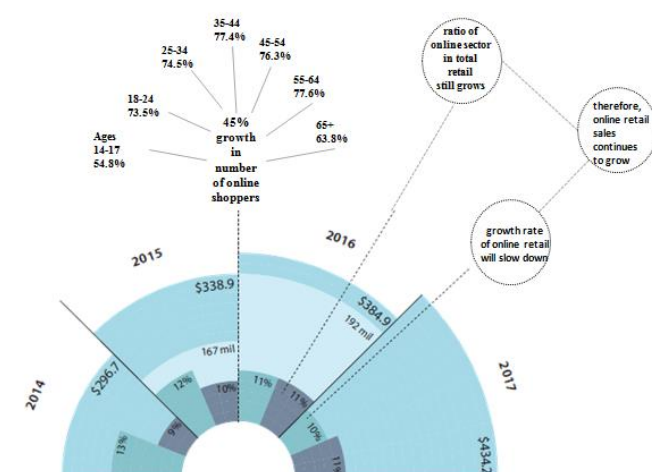 35-44
77.4%
25-34
74.5%
45-54
76.3%
18-24
73.5%
55-64
77.6%
Ages
14-17
54.8%
65+
63.8%
45%
growth
in
number
of online
shoppers
ratio of
online sector
in total
retail
still grows
therefore,
online retail
sales
continues
to grow
growth rate
of online retail
will slow down
2014
$296.7
13%
9%
2015
$338.9
167 mil
12%
10%
2016
$384.9
192 mil
11%
11%
2017
10%
11%